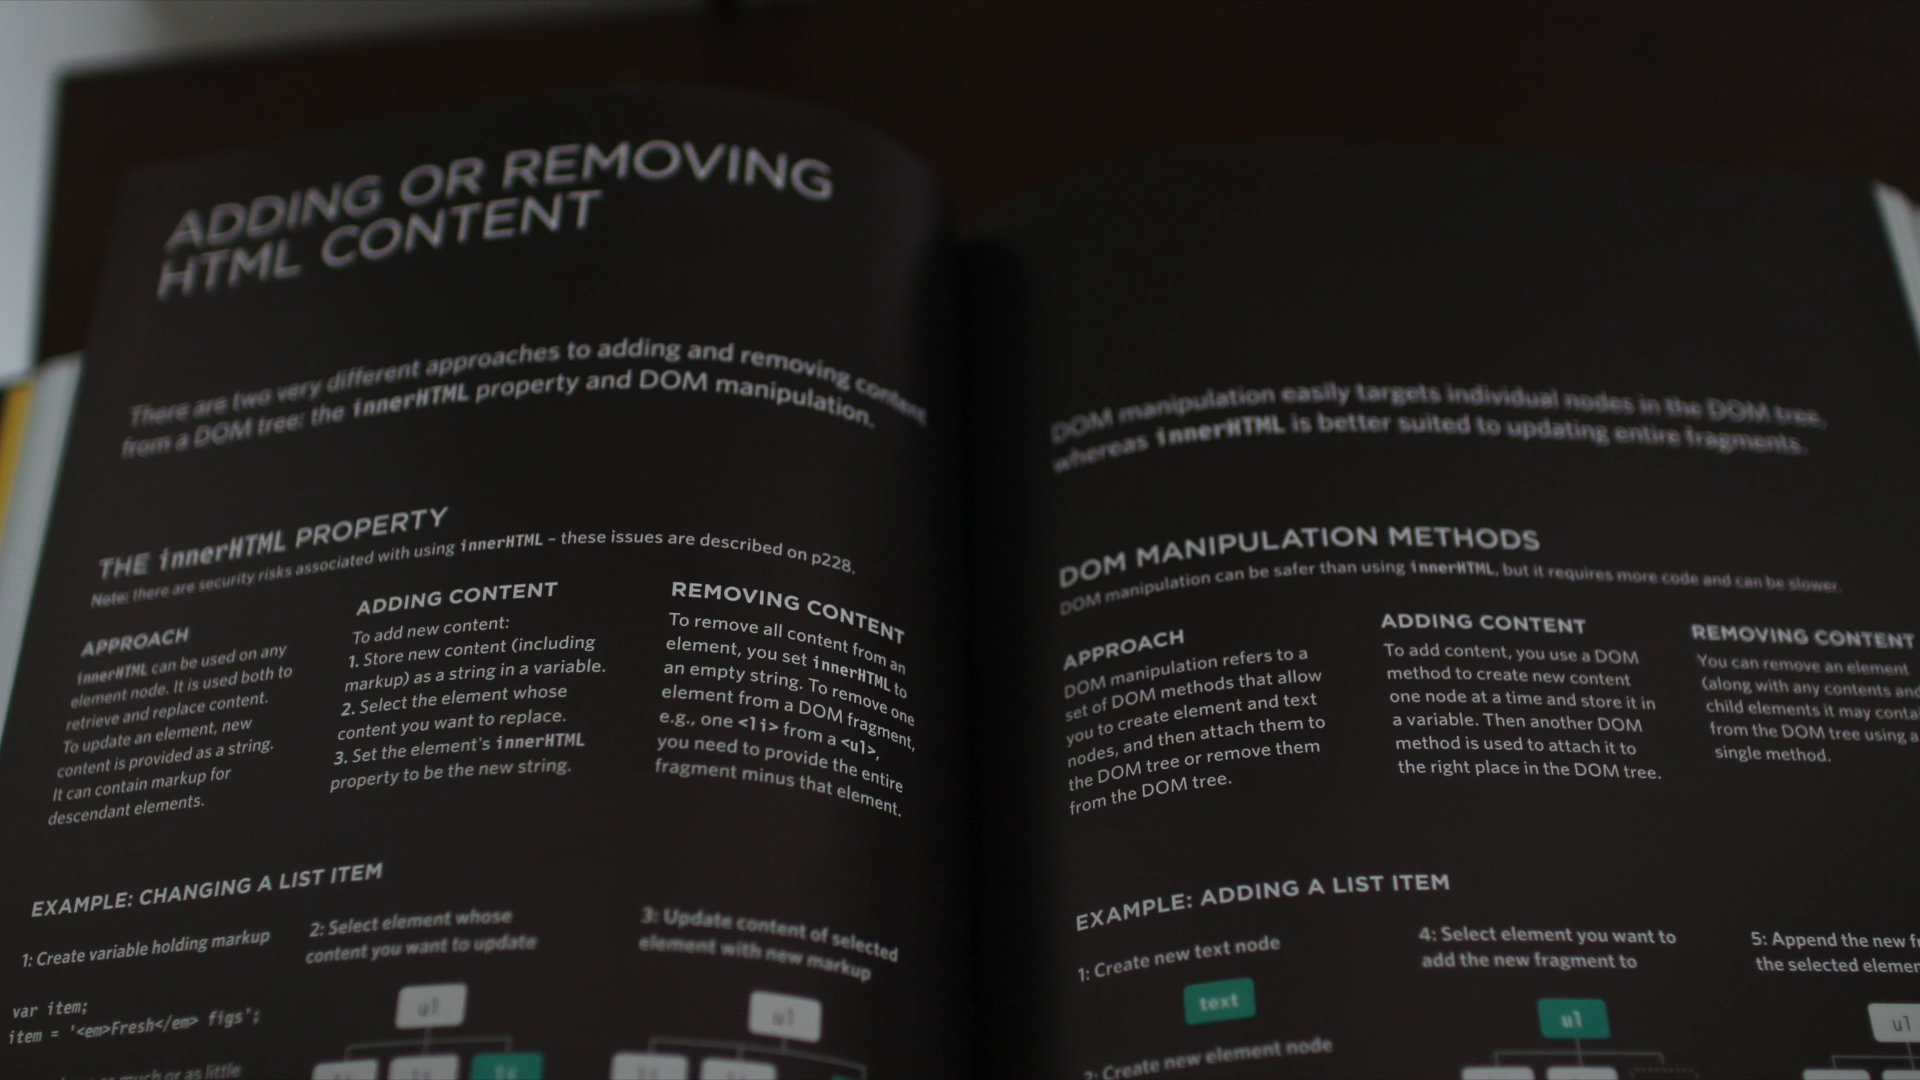 ADDING OR REMOVING
HTML CONTENT
There are two very different approaches to adding and removing content
from a DOM tree: the innerHTML property and DOM manipulation.
THE innerHTML PROPERTY
Note: there are security risks associated with using innerHTML – these issues are described on p228.
APPROACH
innerHTML can be used on any
element node. It is used both to
retrieve and replace content.
To update an element, new
content is provided as a string.
It can contain markup for
descendant elements.
ADDING CONTENT
To add new content:
1. Store new content (including
markup) as a string in a variable.
2. Select the element whose
content you want to replace.
3. Set the element's innerHTML
property to be the new string.
REMOVING CONTENT
To remove all content from an
element, you set innerHTML to
an empty string. To remove one
element from a DOM fragment,
e.g., one <li> from a <ul>,
you need to provide the entire
fragment minus that element.
EXAMPLE: CHANGING A LIST ITEM
1: Create variable holding markup
var item;
item = '<em>Fresh</em> figs';
much or as little
2: Select element whose
content you want to update
ul
li li li
3: Update content of selected
element with new markup
ul
li li
DOM manipulation easily targets individual nodes in the DOM tree,
whereas innerHTML is better suited to updating entire fragments.
DOM MANIPULATION METHODS
DOM manipulation can be safer than using innerHTML, but it requires more code and can be slower.
APPROACH
DOM manipulation refers to a
set of DOM methods that allow
you to create element and text
nodes, and then attach them to
the DOM tree or remove them
from the DOM tree.
ADDING CONTENT
To add content, you use a DOM
method to create new content
one node at a time and store it in
a variable. Then another DOM
method is used to attach it to
the right place in the DOM tree.
REMOVING CONTENT
You can remove an element
(along with any contents and
child elements it may
from the DOM tree using a
single method.
EXAMPLE: ADDING A LIST ITEM
1: Create new text node
text
2: Create new element node
4: Select element you want to
add the new fragment to
ul
5: Append the new
the selected
ul